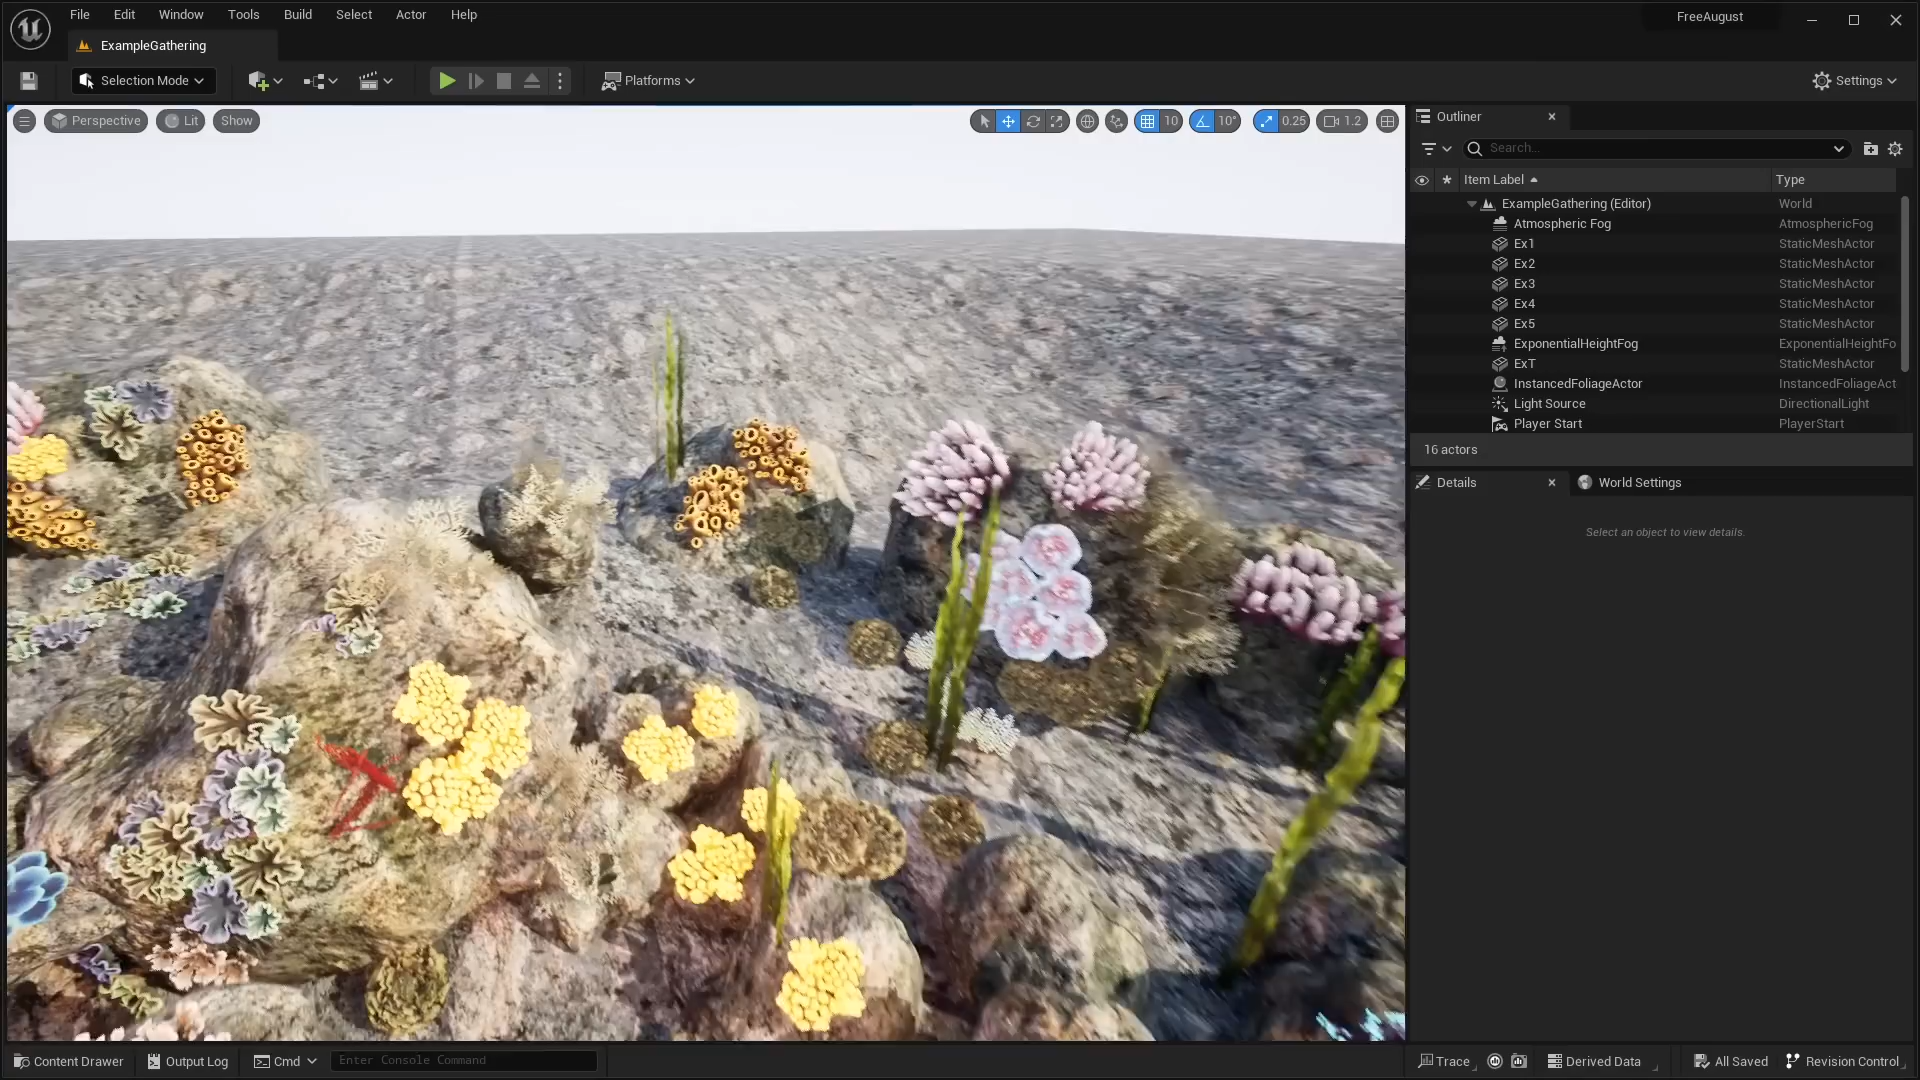 File Edit Window Tools Build Select Actor Help
FreeAugust
ExampleGathering
Selection Mode
Platforms
Settings
Perspective Lit Show
10 10° 0.25 1.2
Outliner
Search...
Item Label Type
ExampleGathering (Editor) World
Atmospheric Fog AtmosphericFog
Ex1 StaticMeshActor
Ex2 StaticMeshActor
Ex3 StaticMeshActor
Ex4 StaticMeshActor
Ex5 StaticMeshActor
ExponentialHeightFog ExponentialHeightFo
ExT StaticMeshActor
InstancedFoliageActor InstancedFoliageAct
Light Source DirectionalLight
Player Start PlayerStart
16 actors
Details World Settings
Select an object to view details.
Content Drawer Output Log Cmd Enter Console Command
Trace Derived Data All Saved Revision Control